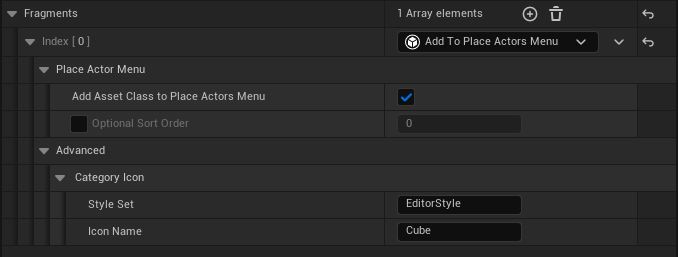 Fragments 1 Array elements
Index [ 0 ] Add To Place Actors Menu
Place Actor Menu
Add Asset Class to Place Actors Menu
Optional Sort Order 0
Advanced
Category Icon
Style Set EditorStyle
Icon Name Cube